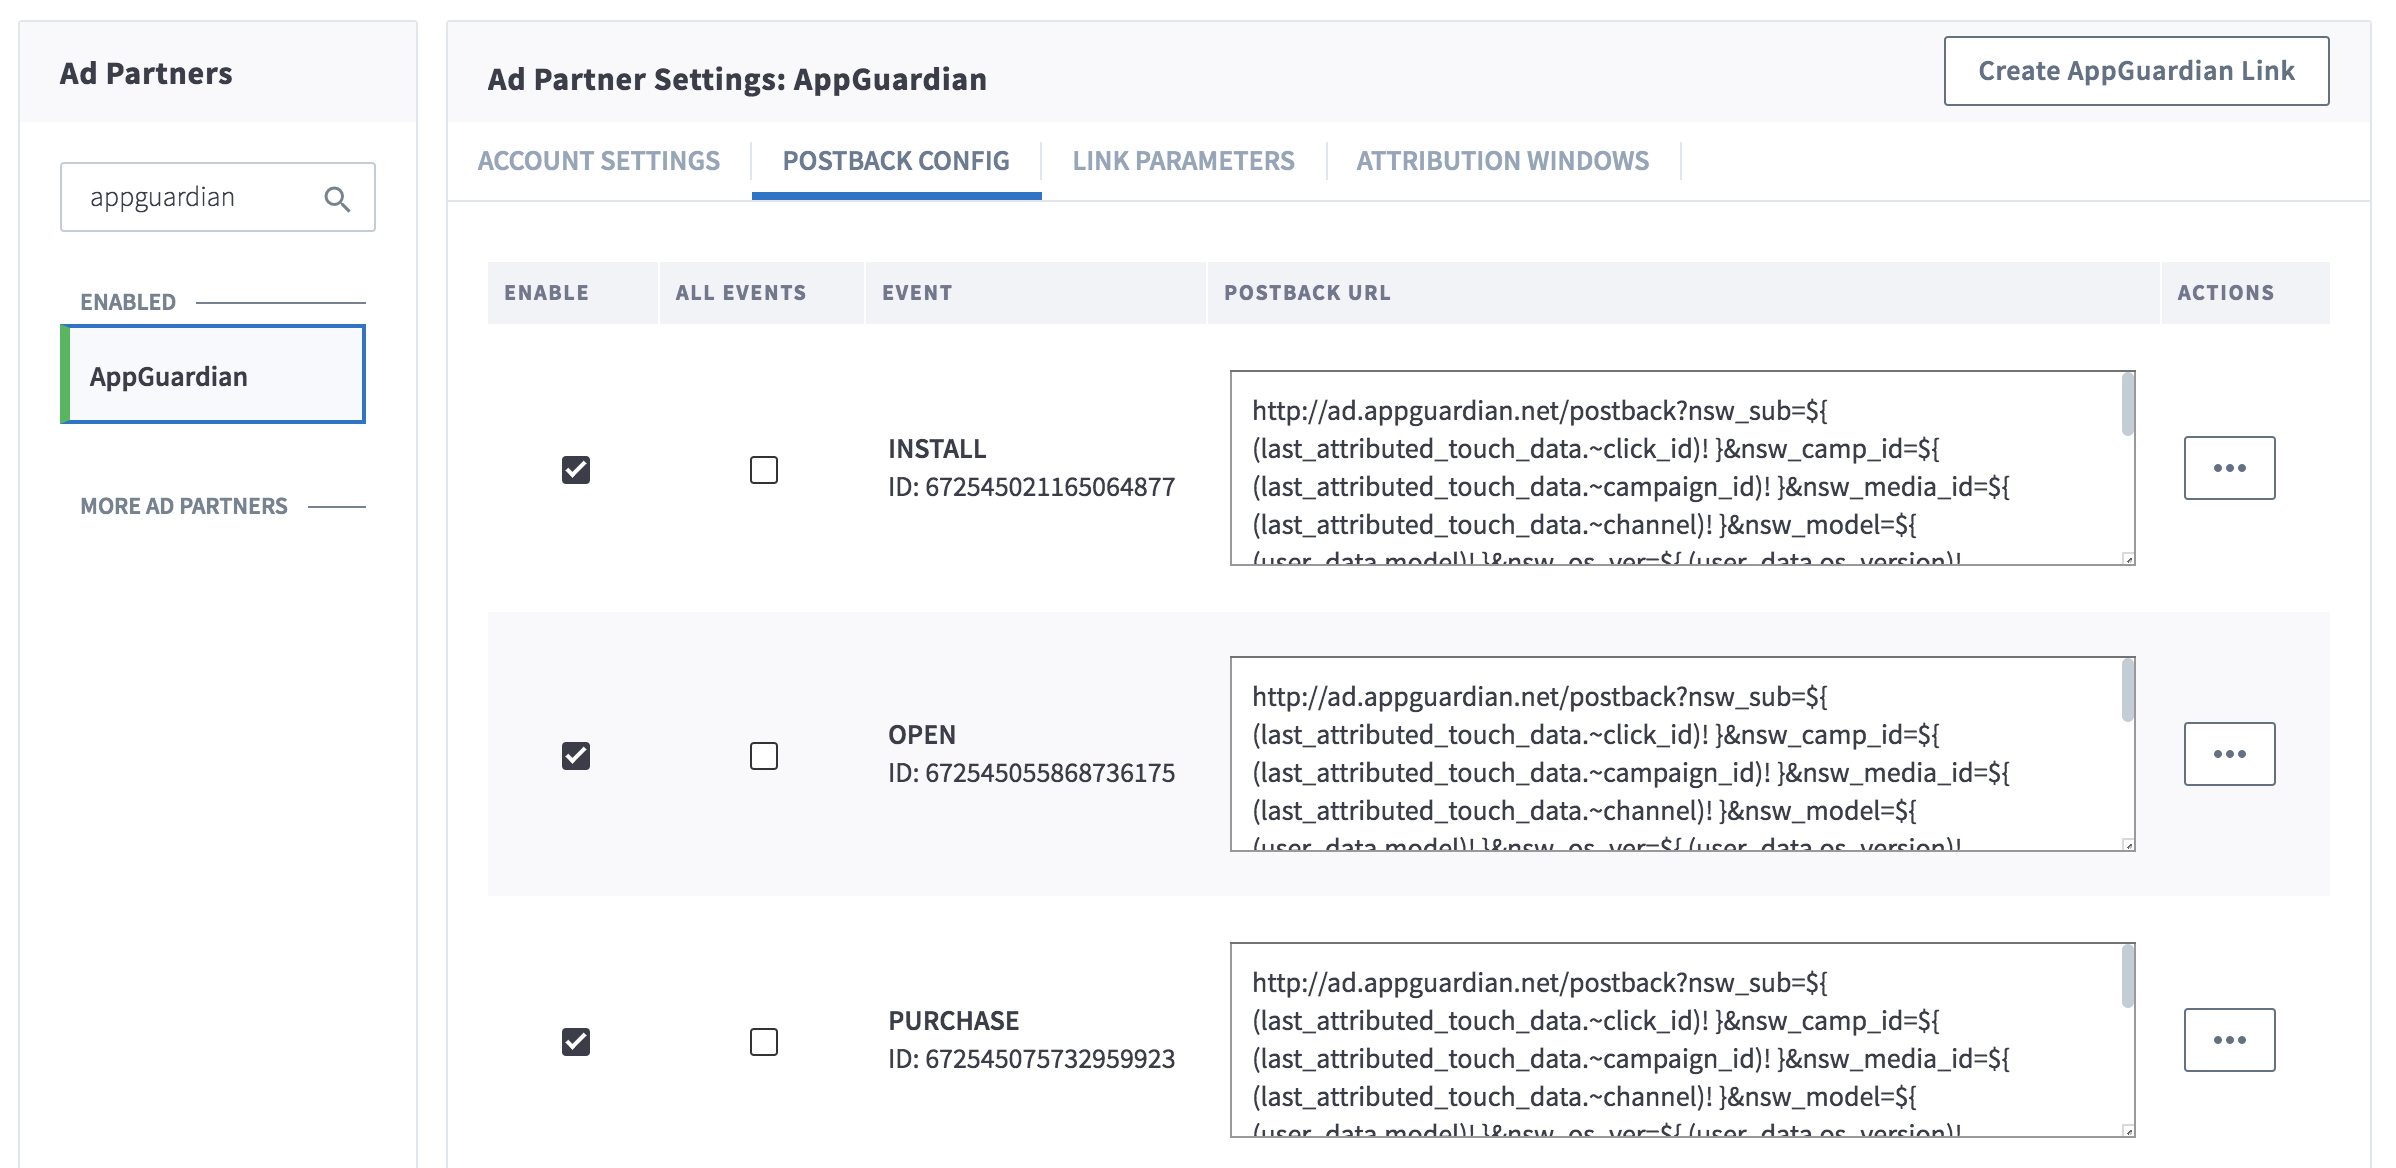 Ad Partners
appguardian
ENABLED
AppGuardian
MORE AD PARTNERS
Ad Partner Settings: AppGuardian
Create AppGuardian Link
ACCOUNT SETTINGS
POSTBACK CONFIG
LINK PARAMETERS
ATTRIBUTION WINDOWS
ENABLE
ALL EVENTS
EVENT
POSTBACK URL
ACTIONS
INSTALL
ID: 672545021165064877
http://ad.appguardian.net/postback?nsw_sub=${
(last_attributed_touch_data.~click_id)! }&nsw_camp_id=${
(last_attributed_touch_data.~campaign_id)! }&nsw_media_id=${
(last_attributed_touch_data.~channel)! }&nsw_model=${
(user_data.model)! }&nsw_os_ver=${ (user_data.os_version)!
OPEN
ID: 672545055868736175
http://ad.appguardian.net/postback?nsw_sub=${
(last_attributed_touch_data.~click_id)! }&nsw_camp_id=${
(last_attributed_touch_data.~campaign_id)! }&nsw_media_id=${
(last_attributed_touch_data.~channel)! }&nsw_model=${
(user_data.model)! }&nsw_os_ver=${ (user_data.os_version)!
PURCHASE
ID: 672545075732959923
http://ad.appguardian.net/postback?nsw_sub=${
(last_attributed_touch_data.~click_id)! }&nsw_camp_id=${
(last_attributed_touch_data.~campaign_id)! }&nsw_media_id=${
(last_attributed_touch_data.~channel)! }&nsw_model=${
(user_data.model)! }&nsw_os_ver=${ (user_data.os_version)!